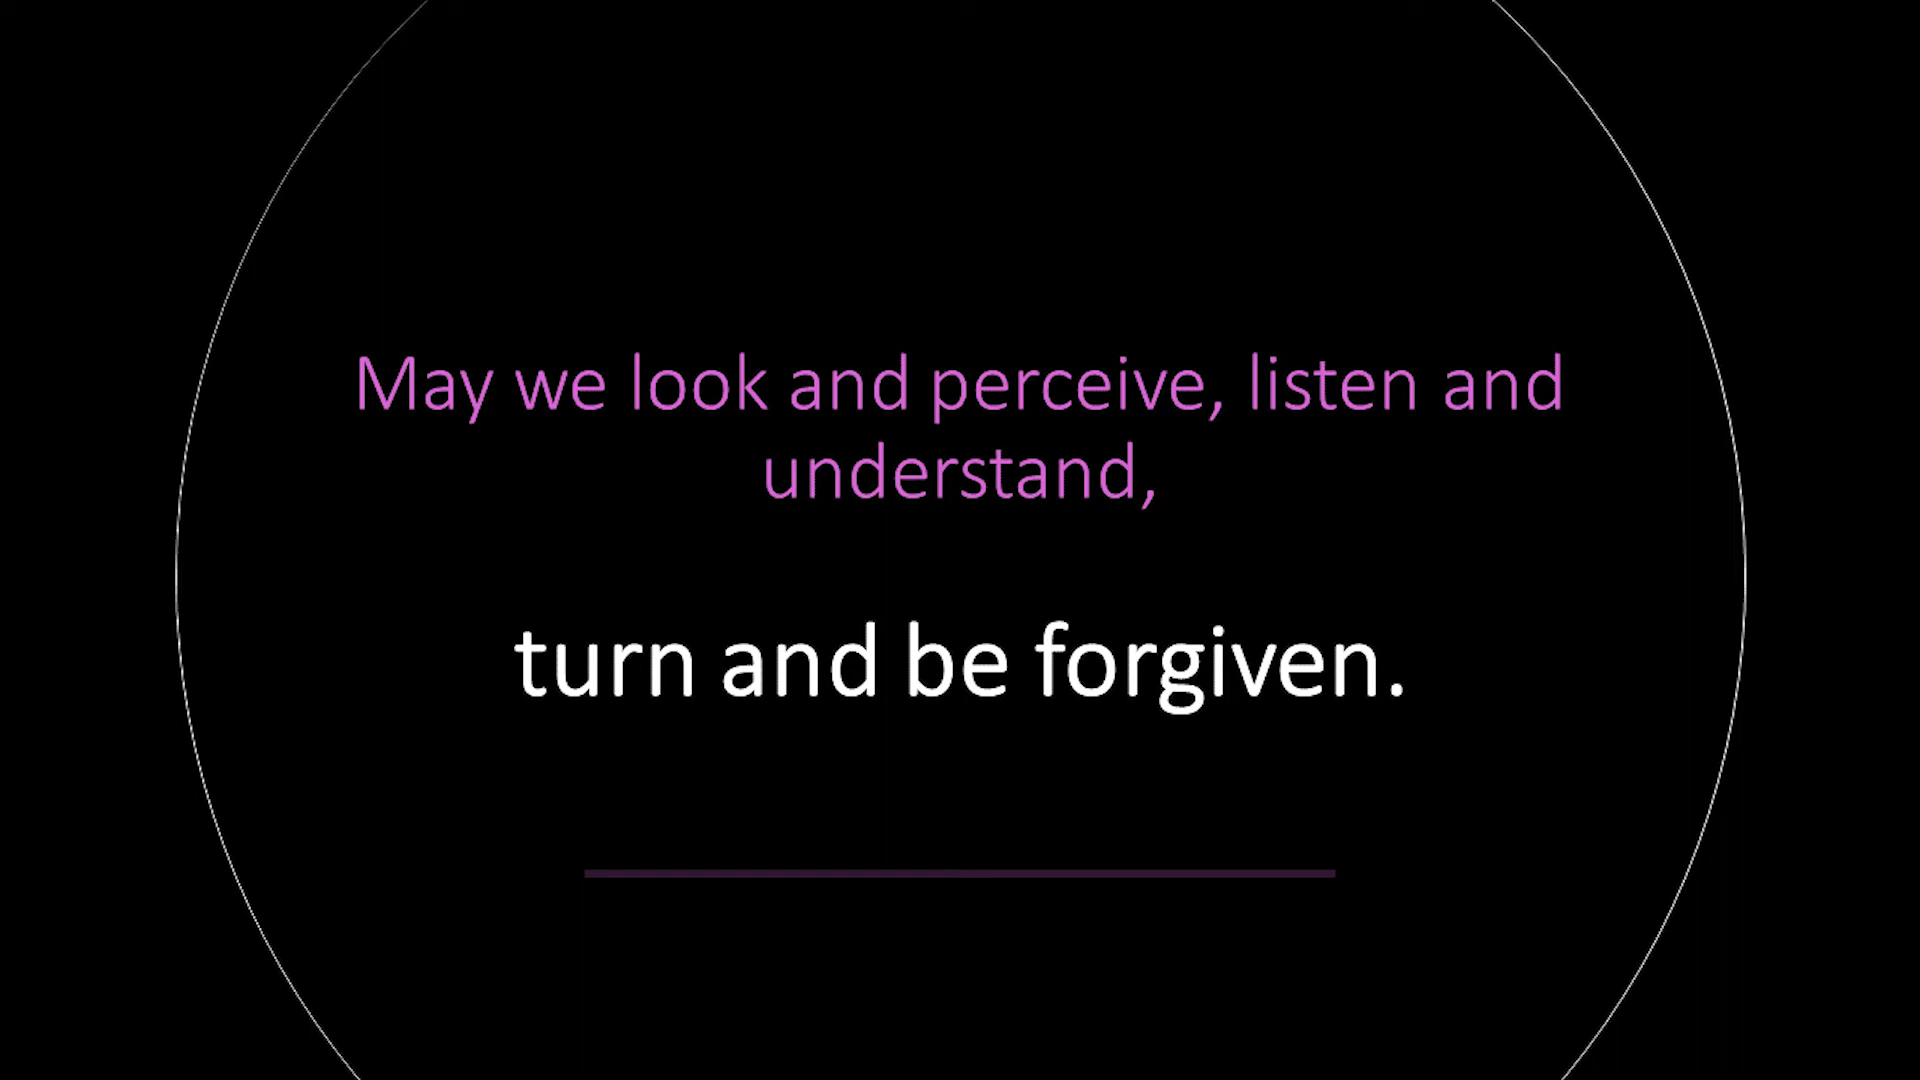 May we look and perceive, listen and
understand,
turn and be forgiven.